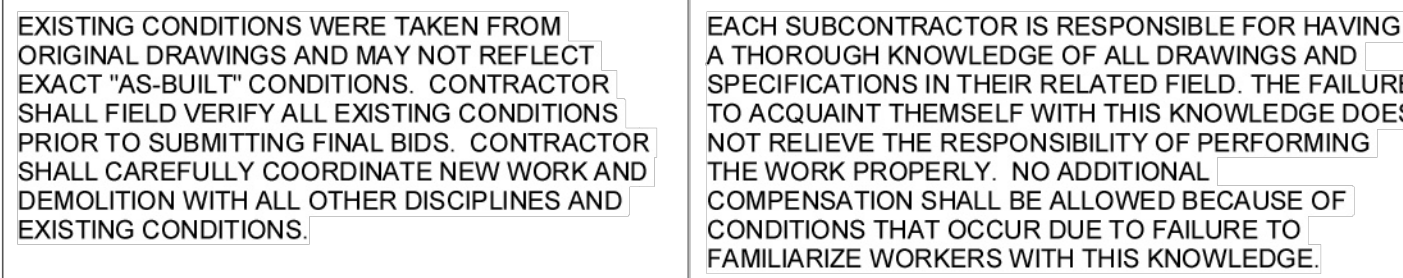 EXISTING CONDITIONS WERE TAKEN FROM
ORIGINAL DRAWINGS AND MAY NOT REFLECT
EXACT "AS-BUILT" CONDITIONS.  CONTRACTOR
SHALL FIELD VERIFY ALL EXISTING CONDITIONS
PRIOR TO SUBMITTING FINAL BIDS.  CONTRACTOR
SHALL CAREFULLY COORDINATE NEW WORK AND
DEMOLITION WITH ALL OTHER DISCIPLINES AND
EXISTING CONDITIONS.
EACH SUBCONTRACTOR IS RESPONSIBLE FOR HAVING
A THOROUGH KNOWLEDGE OF ALL DRAWINGS AND
SPECIFICATIONS IN THEIR RELATED FIELD. THE FAILURE
TO ACQUAINT THEMSELF WITH THIS KNOWLEDGE DOES
NOT RELIEVE THE RESPONSIBILITY OF PERFORMING
THE WORK PROPERLY.  NO ADDITIONAL
COMPENSATION SHALL BE ALLOWED BECAUSE OF
CONDITIONS THAT OCCUR DUE TO FAILURE TO
FAMILIARIZE WORKERS WITH THIS KNOWLEDGE.